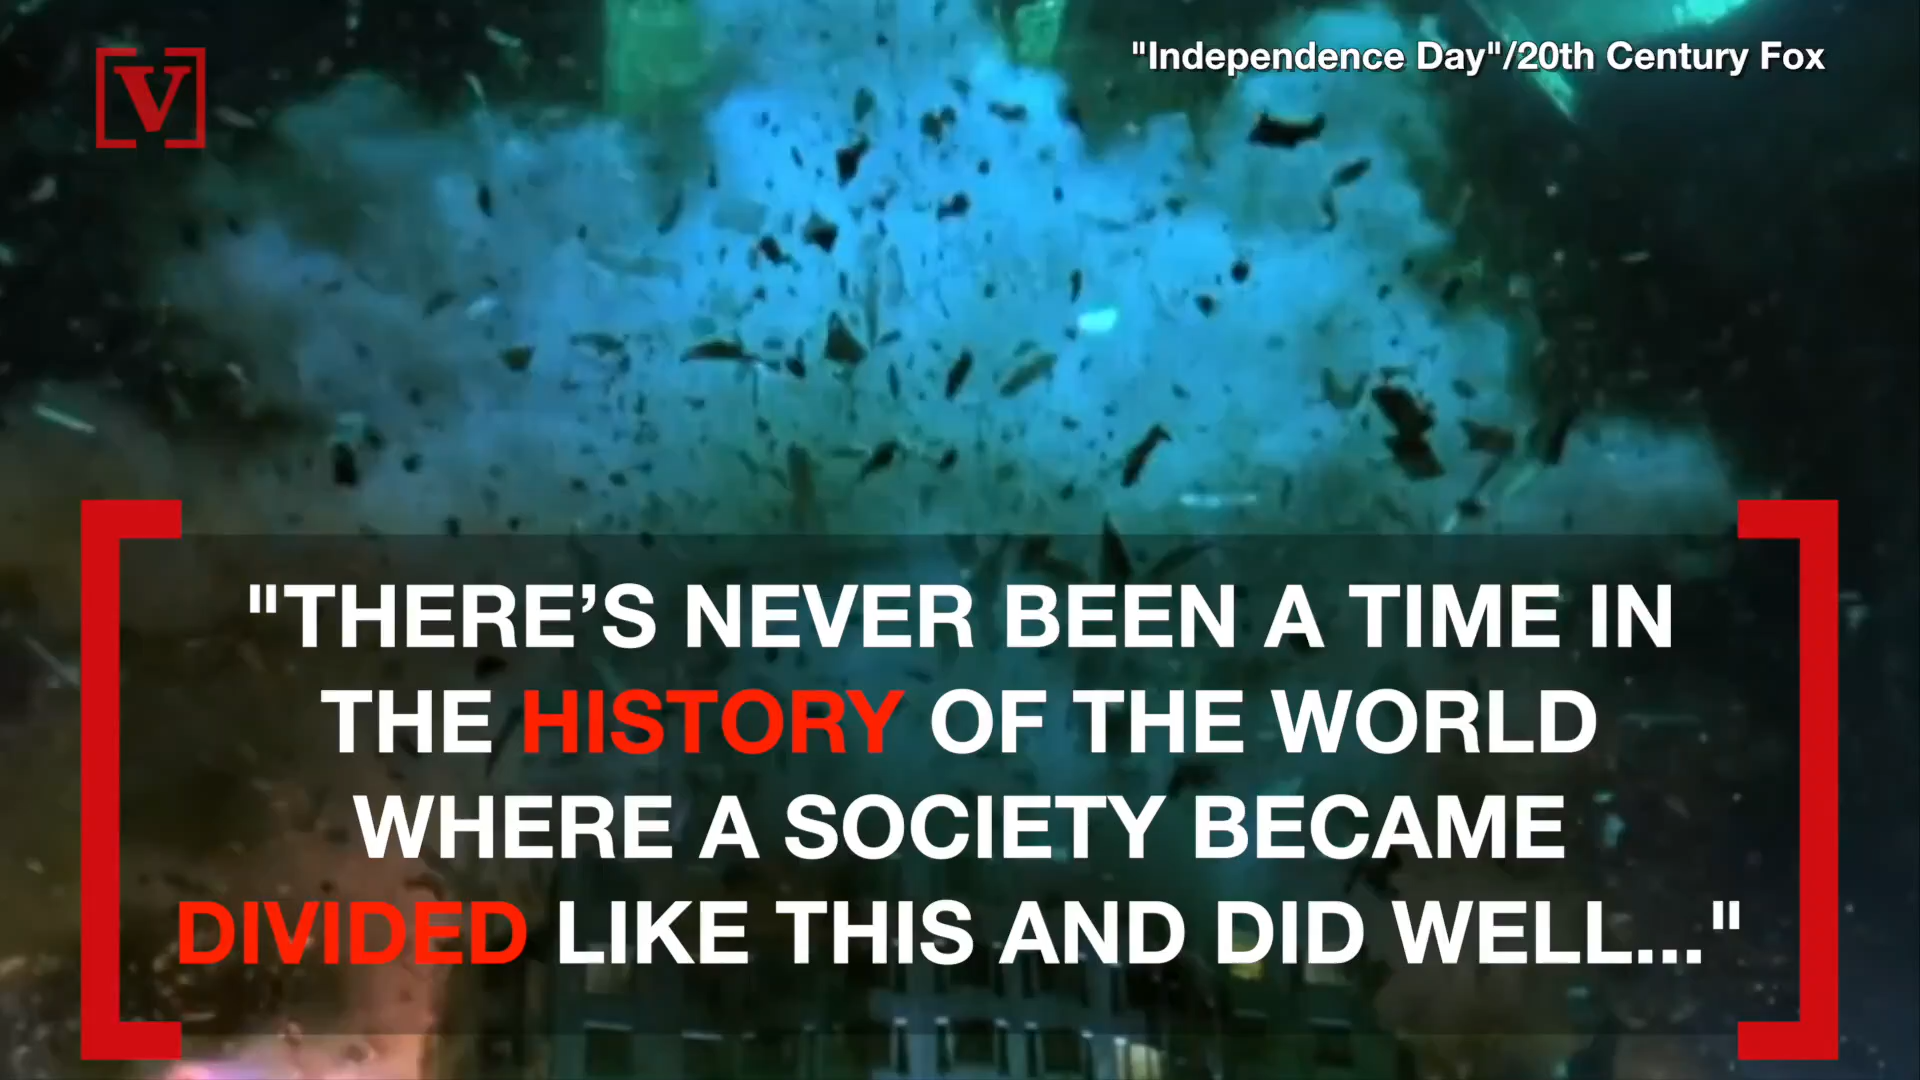 "Independence Day"/20th Century Fox
V
"THERE’S NEVER BEEN A TIME IN
THE HISTORY OF THE WORLD
WHERE A SOCIETY BECAME
DIVIDED LIKE THIS AND DID WELL..."